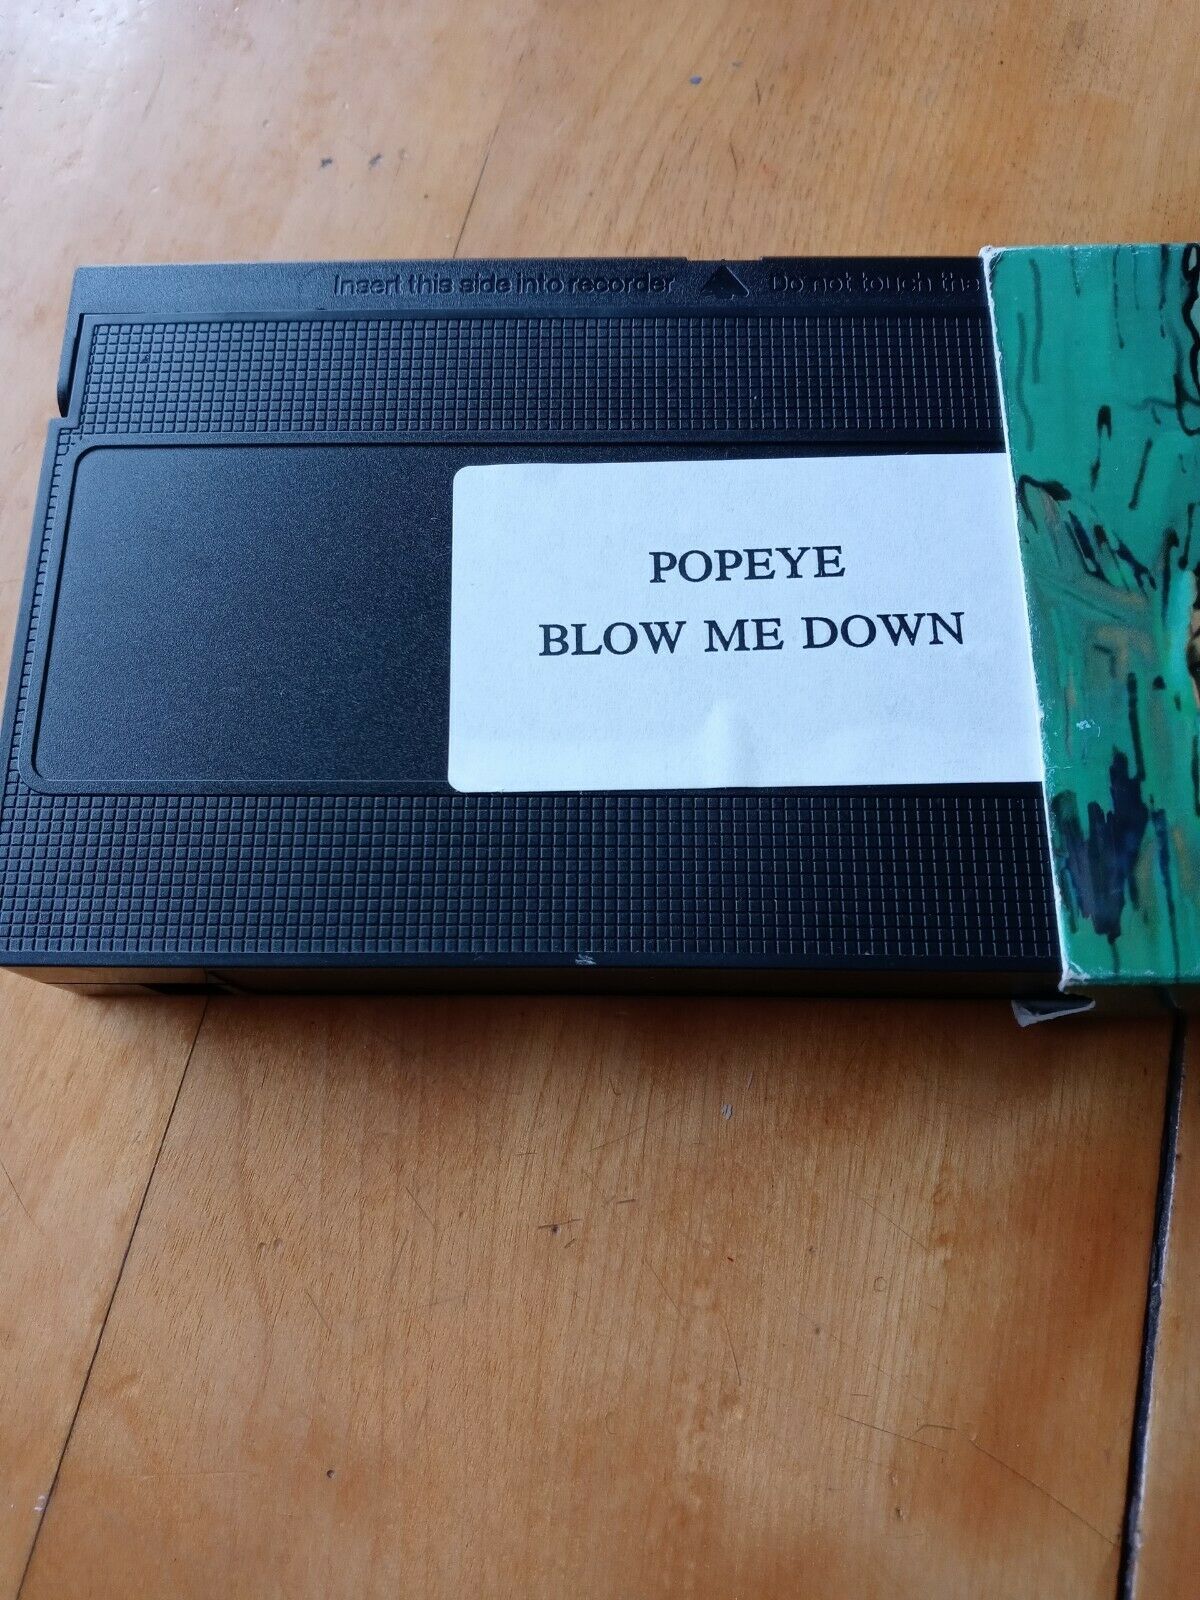 Insert this side into recorder Do not touch the
POPEYE
BLOW ME DOWN